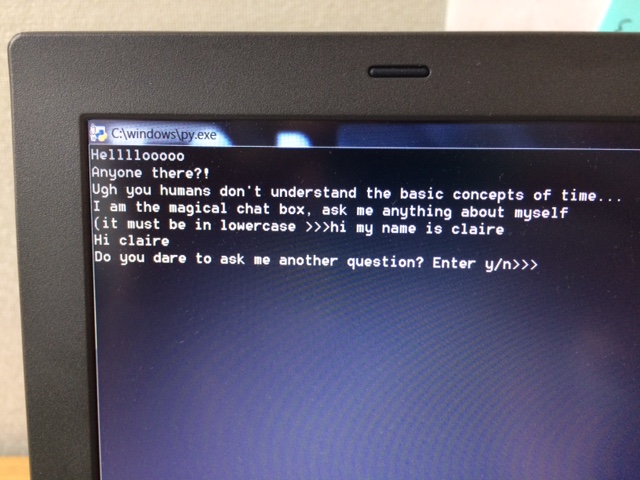 C:\windows\py.exe
Hellllooooo
Anyone there?!
Ugh you humans don't understand the basic concepts of time...
I am the magical chat box, ask me anything about myself
(it must be in lowercase >>>hi my name is claire
Hi claire
Do you dare to ask me another question? Enter y/n>>>